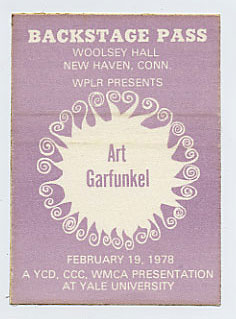 BACKSTAGE PASS
WOOLSEY HALL
NEW HAVEN, CONN.
WPLR PRESENTS
Art
Garfunkel
FEBRUARY 19, 1978
A YCD, CCC, WMCA PRESENTATION
AT YALE UNIVERSITY